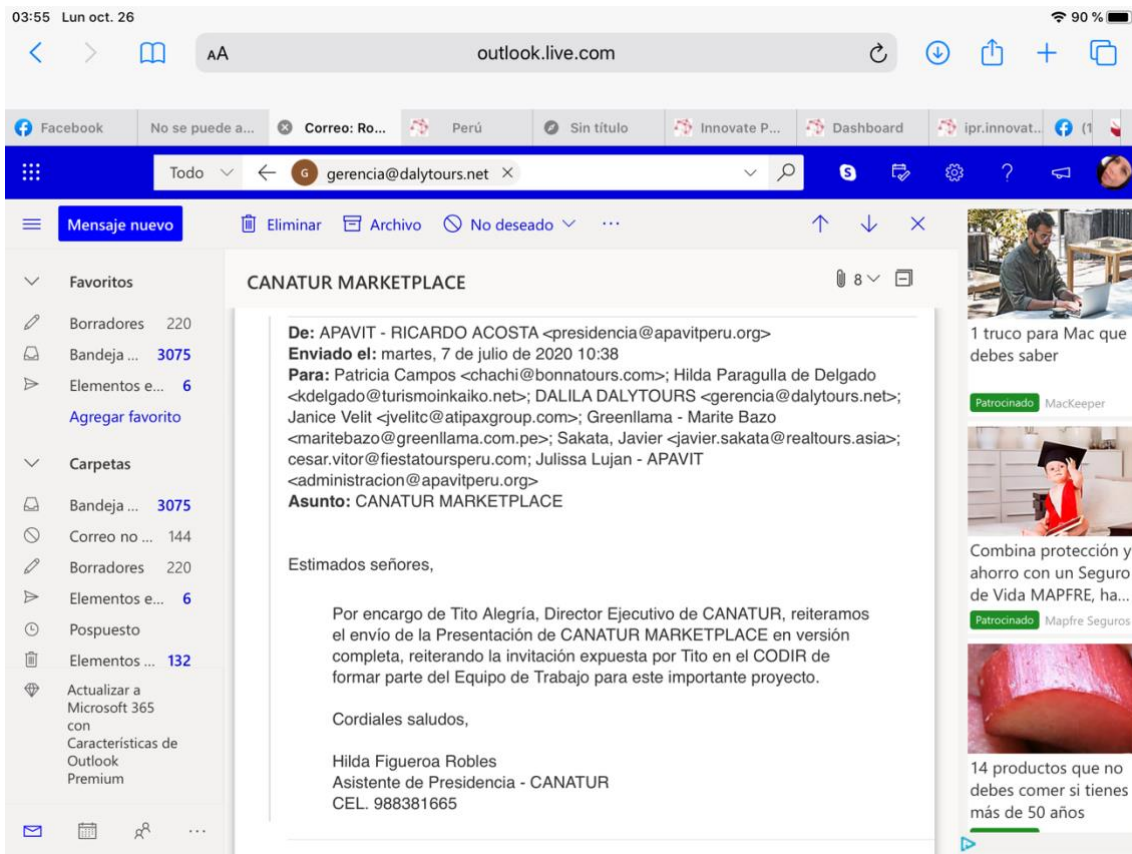 03:55 Lun oct. 26
90 %
AA
outlook.live.com
Facebook
No se puede a...
Correo: Ro...
Perú
Sin título
Innovate P...
Dashboard
ipr.innovat...
(1
Todo
G
gerencia@dalytours.net
Mensaje nuevo
Eliminar
Archivo
No deseado
Favoritos
Borradores 220
Bandeja ... 3075
Elementos e... 6
Agregar favorito
Carpetas
Bandeja ... 3075
Correo no ... 144
Borradores 220
Elementos e... 6
Pospuesto
Elementos ... 132
Actualizar a
Microsoft 365
con
Características de
Outlook
Premium
CANATUR MARKETPLACE
8
De: APAVIT - RICARDO ACOSTA <presidencia@apavitperu.org>
Enviado el: martes, 7 de julio de 2020 10:38
Para: Patricia Campos <chachi@bonnatours.com>; Hilda Paragulla de Delgado
<kdelgado@turismoinkaiko.net>; DALILA DALYTOURS <gerencia@dalytours.net>;
Janice Velit <jvelitc@atipaxgroup.com>; Greenllama - Marite Bazo
<maritebazo@greenllama.com.pe>; Sakata, Javier <javier.sakata@realtours.asia>;
cesar.vitor@fiestatoursperu.com; Julissa Lujan - APAVIT
<administracion@apavitperu.org>
Asunto: CANATUR MARKETPLACE
Estimados señores,
Por encargo de Tito Alegría, Director Ejecutivo de CANATUR, reiteramos
el envío de la Presentación de CANATUR MARKETPLACE en versión
completa, reiterando la invitación expuesta por Tito en el CODIR de
formar parte del Equipo de Trabajo para este importante proyecto.
Cordiales saludos,
Hilda Figueroa Robles
Asistente de Presidencia - CANATUR
CEL. 988381665
1 truco para Mac que
debes saber
Patrocinado MacKeeper
Combina protección y
ahorro con un Seguro
de Vida MAPFRE, ha...
Patrocinado Mapfre Seguros
14 productos que no
debes comer si tienes
más de 50 años